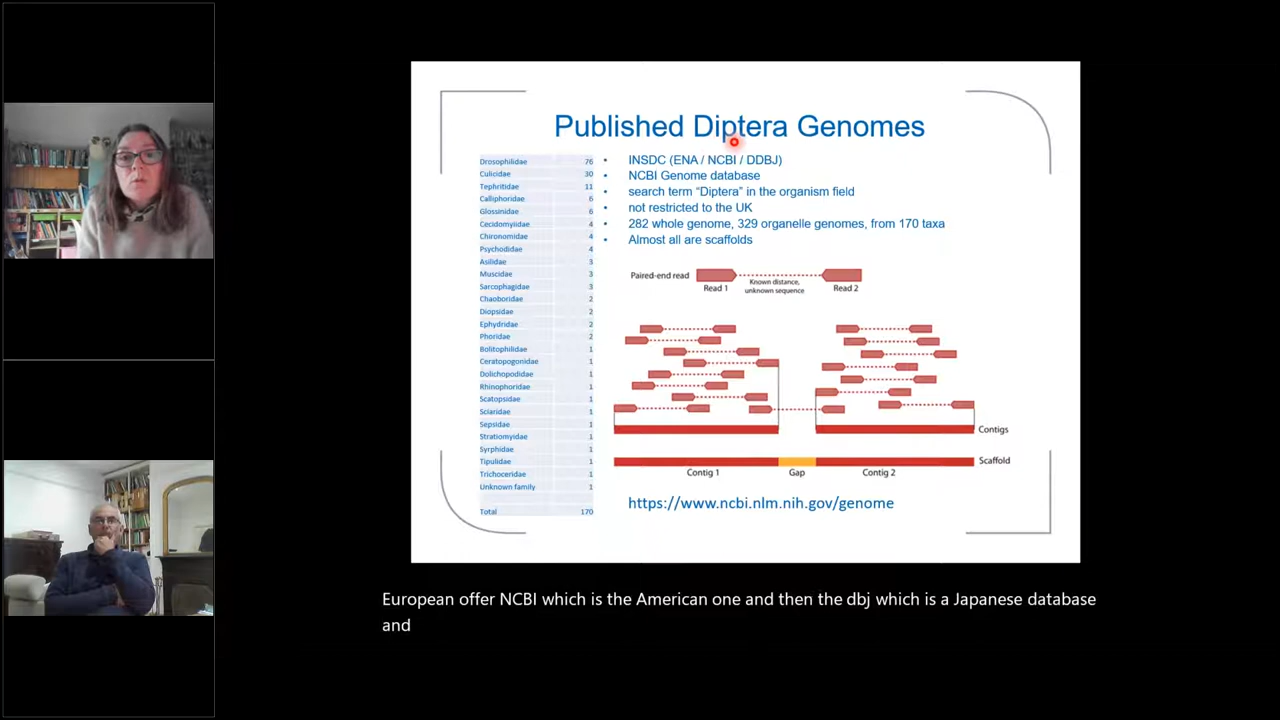 Published Diptera Genomes
Drosophilidae 76
Culicidae 30
Tephritidae 11
Calliphoridae 6
Glossinidae 6
Cecidomyiidae 4
Chironomidae 4
Psychodidae 4
Asilidae 3
Muscidae 3
Sarcophagidae 3
Chaoboridae 2
Diopsidae 2
Ephydridae 2
Phoridae 2
Bolitophilidae 1
Ceratopogonidae 1
Dolichopodidae 1
Rhinophoridae 1
Scatopsidae 1
Sciaridae 1
Sepsidae 1
Stratiomyidae 1
Syrphidae 1
Tipulidae 1
Trichoceridae 1
Unknown family 1
Total 170
• INSDC (ENA / NCBI / DDBJ)
• NCBI Genome database
• search term “Diptera” in the organism field
• not restricted to the UK
• 282 whole genome, 329 organelle genomes, from 170 taxa
• Almost all are scaffolds
Paired-end read
Read 1
Known distance,
unknown sequence
Read 2
Contigs
Scaffold
Contig 1
Gap
Contig 2
https://www.ncbi.nlm.nih.gov/genome
European offer NCBI which is the American one and then the dbj which is a Japanese database
and